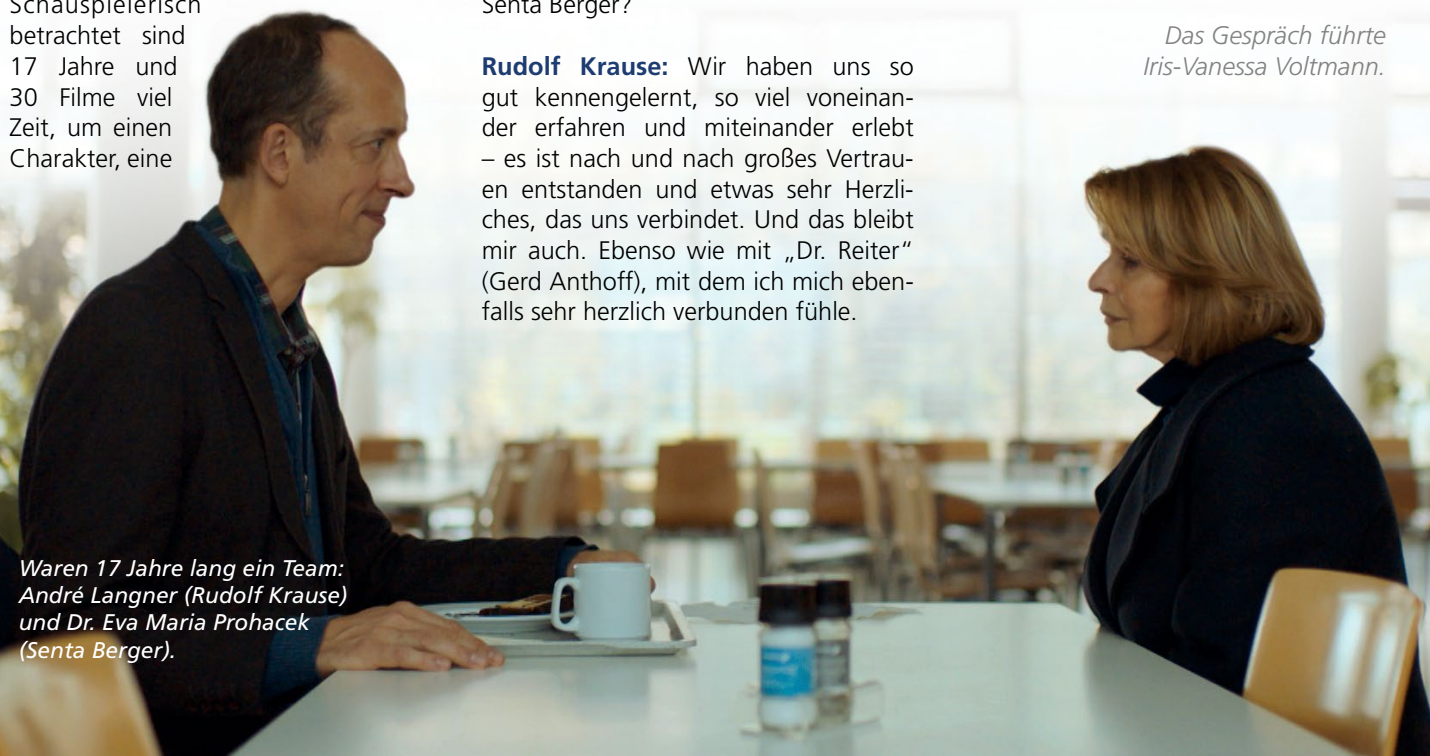 Schauspielerisch
betrachtet sind
17 Jahre und
30 Filme viel
Zeit, um einen
Charakter, eine
Senta Berger?
Rudolf Krause: Wir haben uns so
gut kennengelernt, so viel voneinan-
der erfahren und miteinander erlebt
– es ist nach und nach großes Vertrau-
en entstanden und etwas sehr Herzli-
ches, das uns verbindet. Und das bleibt
mir auch. Ebenso wie mit „Dr. Reiter“
(Gerd Anthoff), mit dem ich mich eben-
falls sehr herzlich verbunden fühle.
Das Gespräch führte
Iris-Vanessa Voltmann.
Waren 17 Jahre lang ein Team:
André Langner (Rudolf Krause)
und Dr. Eva Maria Prohacek
(Senta Berger).